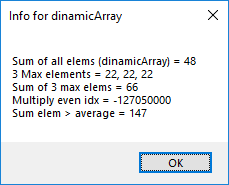 Info for dinamicArray
Sum of all elems (dinamicArray) = 48
3 Max elements = 22, 22, 22
Sum of 3 max elems = 66
Multiply even idx = -127050000
Sum elem > average = 147
OK